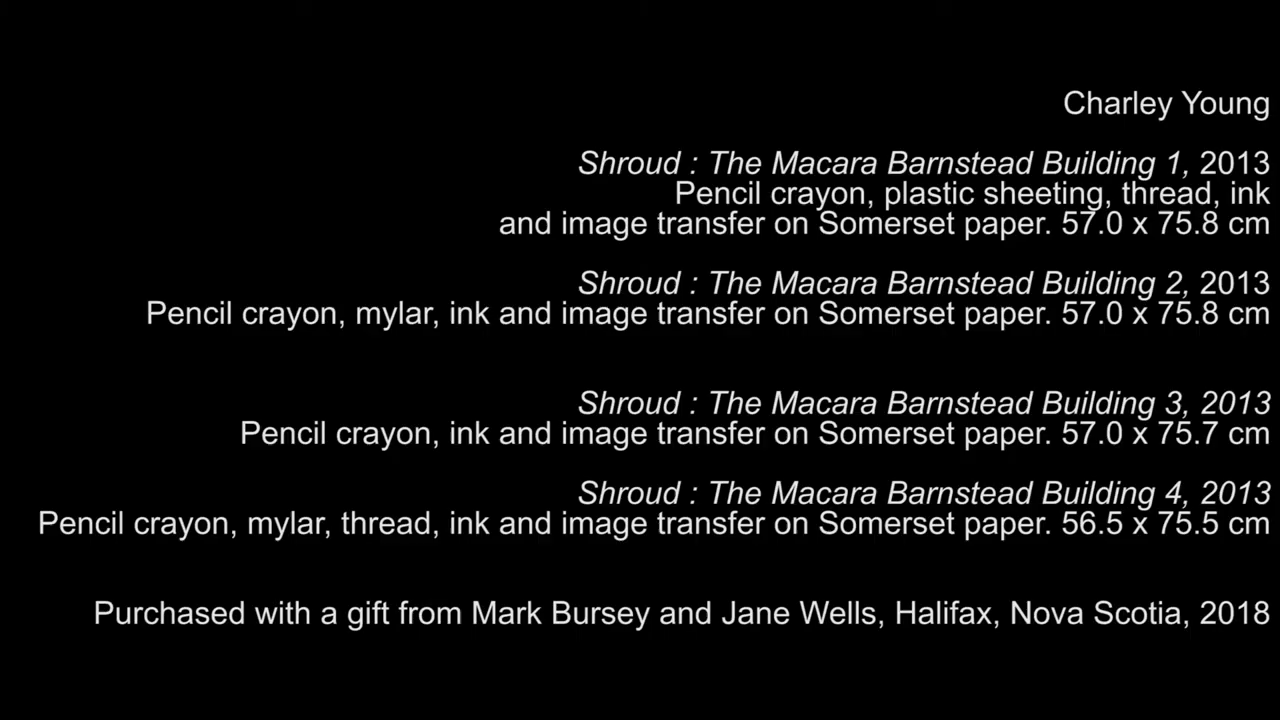 Charley Young
Shroud : The Macara Barnstead Building 1, 2013
Pencil crayon, plastic sheeting, thread, ink
and image transfer on Somerset paper. 57.0 x 75.8 cm
Shroud : The Macara Barnstead Building 2, 2013
Pencil crayon, mylar, ink and image transfer on Somerset paper. 57.0 x 75.8 cm
Shroud : The Macara Barnstead Building 3, 2013
Pencil crayon, ink and image transfer on Somerset paper. 57.0 x 75.7 cm
Shroud : The Macara Barnstead Building 4, 2013
Pencil crayon, mylar, thread, ink and image transfer on Somerset paper. 56.5 x 75.5 cm
Purchased with a gift from Mark Bursey and Jane Wells, Halifax, Nova Scotia, 2018